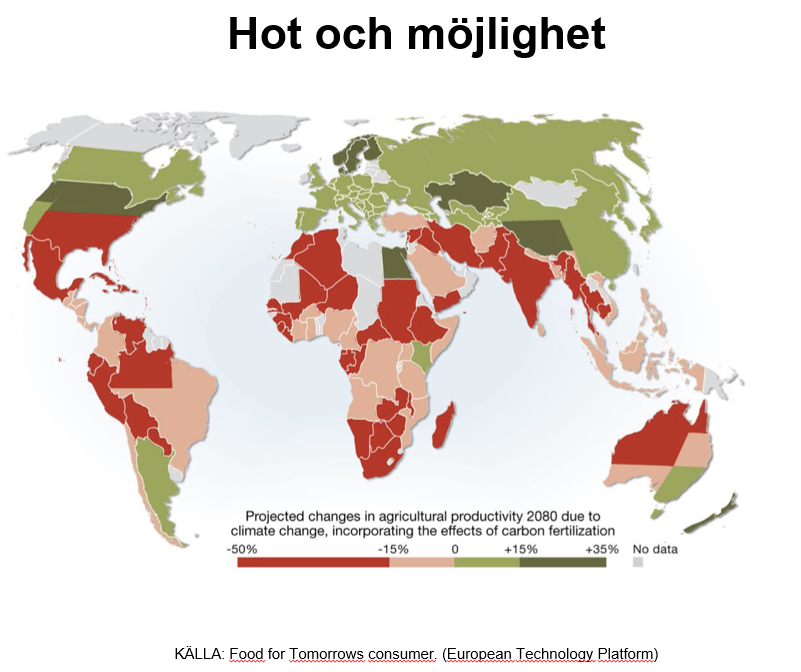 Hot och möjlighet
Projected changes in agricultural productivity 2080 due to
climate change, incorporating the effects of carbon fertilization
-50% -15% 0 +15% +35% No data
KÄLLA: Food for Tomorrows consumer. (European Technology Platform)